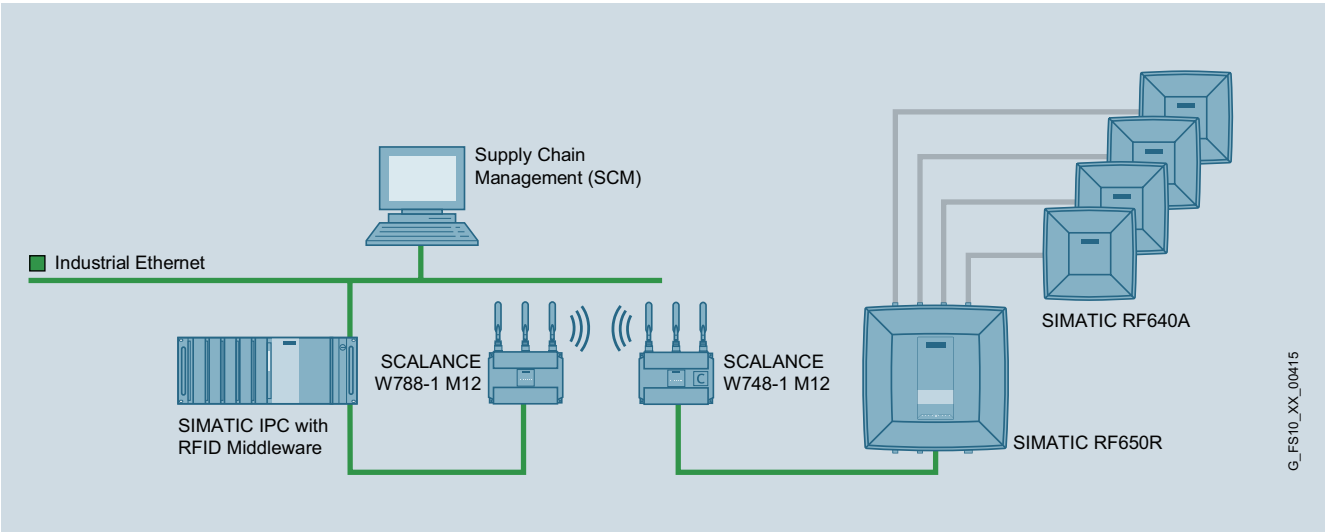 Supply Chain
Management (SCM)
Industrial Ethernet
SIMATIC RF640A
SCALANCE
W788-1 M12
SCALANCE
W748-1 M12
SIMATIC IPC with
RFID Middleware
SIMATIC RF650R
G_FS10_XX_00415